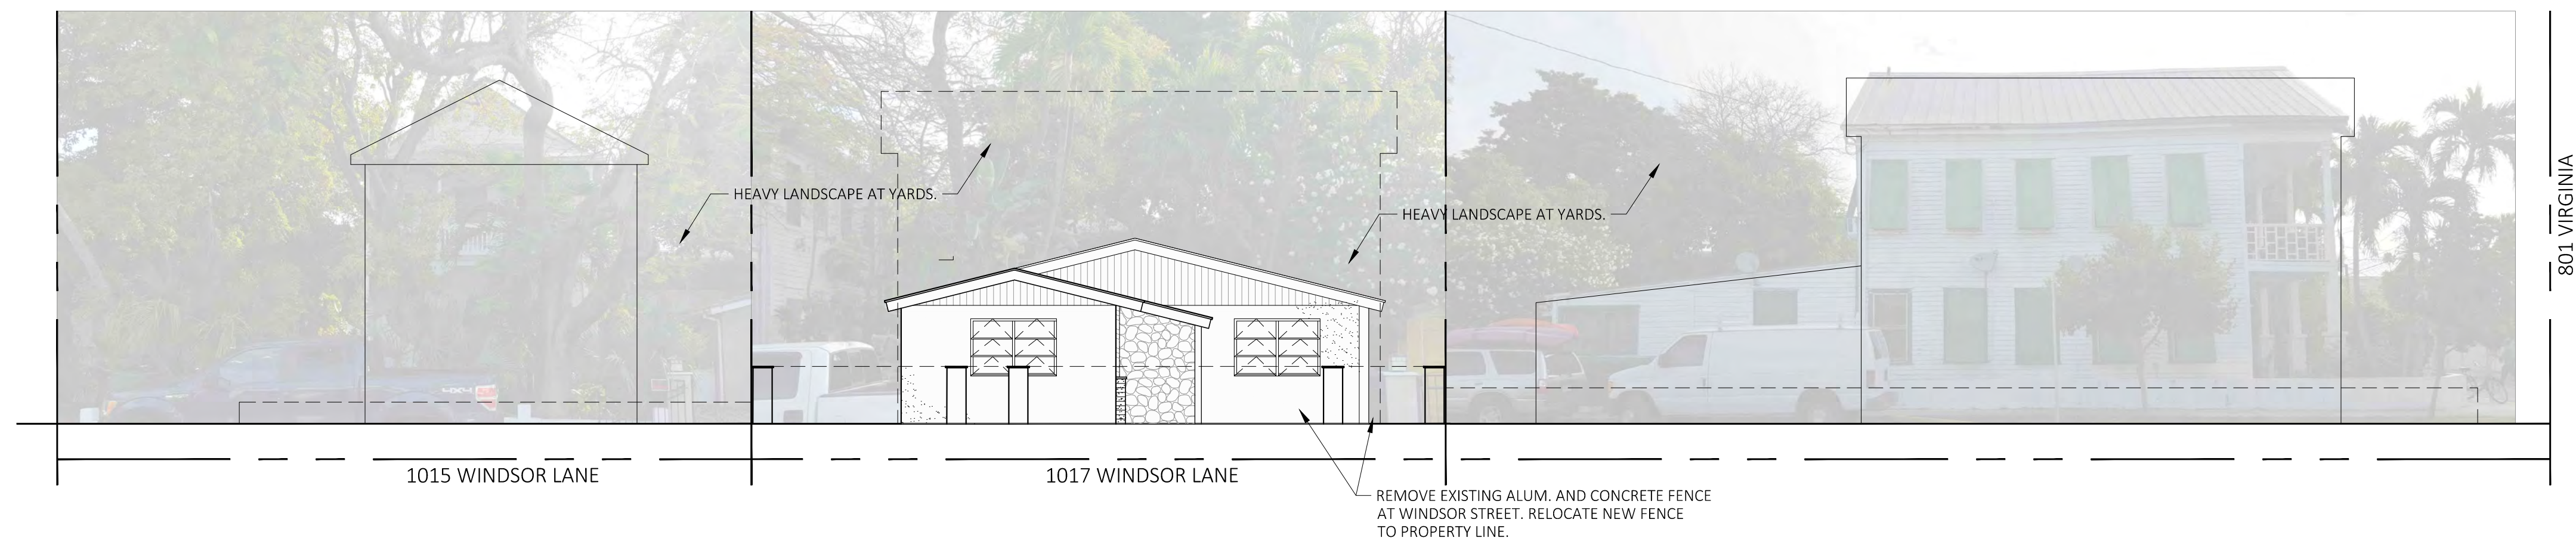 HEAVY LANDSCAPE AT YARDS.
HEAVY LANDSCAPE AT YARDS.
801 VIRGINIA
4X4
1015 WINDSOR LANE
1017 WINDSOR LANE
REMOVE EXISTING ALUM. AND CONCRETE FENCE
AT WINDSOR STREET. RELOCATE NEW FENCE
TO PROPERTY LINE.